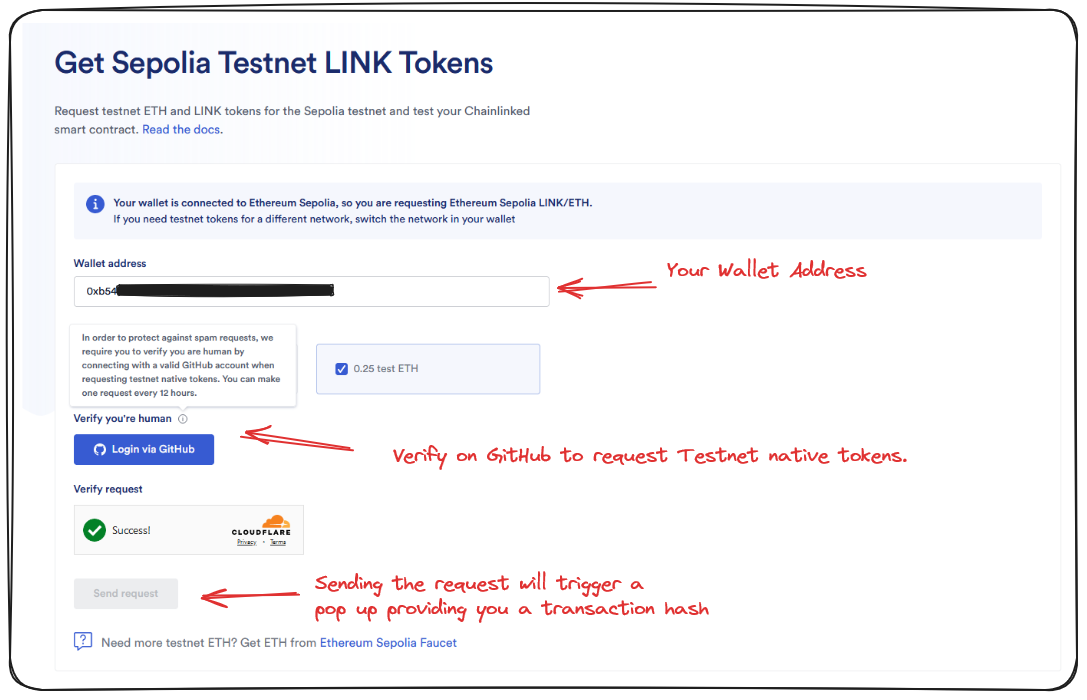 Get Sepolia Testnet LINK Tokens
Request testnet ETH and LINK tokens for the Sepolia testnet and test your Chainlinked
smart contract. Read the docs.
Your wallet is connected to Ethereum Sepolia, so you are requesting Ethereum Sepolia LINK/ETH.
If you need testnet tokens for a different network, switch the network in your wallet
Wallet address
0xb54
Your Wallet Address
In order to protect against spam requests, we
require you to verify you are human by
connecting with a valid GitHub account when
requesting testnet native tokens. You can make
one request every 12 hours.
0.25 test ETH
Verify you're human
Login via GitHub
Verify on GitHub to request Testnet native tokens.
Verify request
Success!
CLOUDFLARE
Privacy • Terms
Send request
Sending the request will trigger a
pop up providing you a transaction hash
Need more testnet ETH? Get ETH from Ethereum Sepolia Faucet